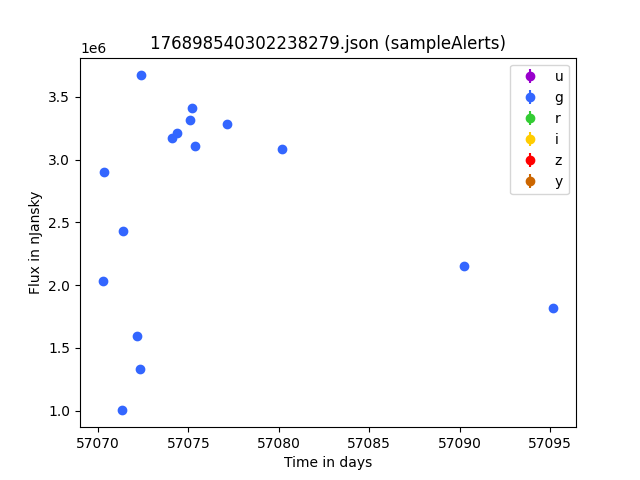 176898540302238279.json (sampleAlerts)
1e6
3.5
3.0
2.5
2.0
1.5
1.0
Flux in nJansky
57070
57075
57080
57085
57090
57095
Time in days
u
g
r
i
z
y